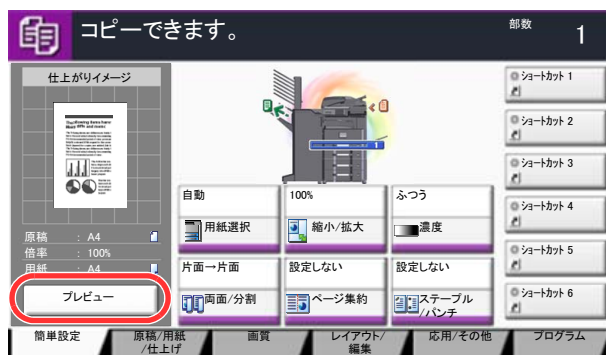 コピーできます。
部数
1
仕上がりイメージ
原稿 : A4
倍率 : 100%
用紙 : A4
プレビュー
1
自動
用紙選択
100%
縮小/拡大
ふつう
濃度
片面→片面
両面/分割
設定しない
ページ集約
設定しない
ステープル
/パンチ
ショートカット 1
ショートカット 2
ショートカット 3
ショートカット 4
ショートカット 5
ショートカット 6
簡単設定
原稿/用紙
/仕上げ
画質
レイアウト/
編集
応用/その他
プログラム